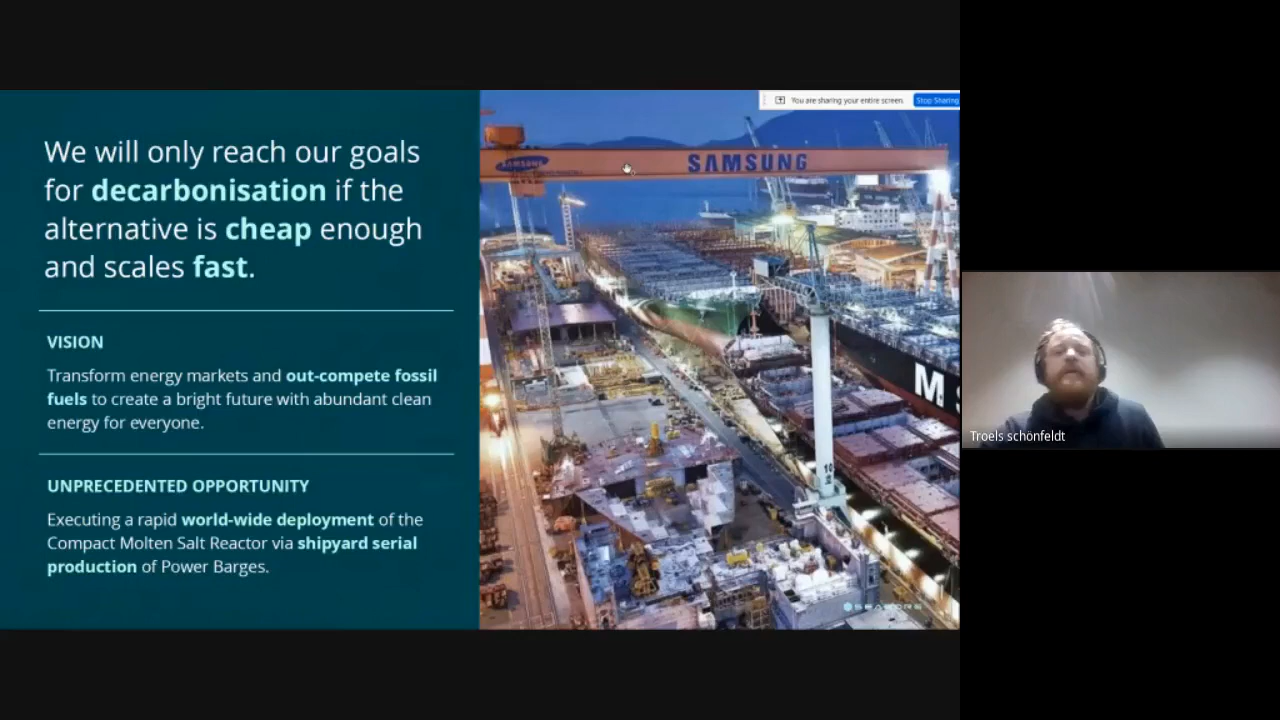 We will only reach our goals
for decarbonisation if the
alternative is cheap enough
and scales fast.
VISION
Transform energy markets and out-compete fossil
fuels to create a bright future with abundant clean
energy for everyone.
UNPRECEDENTED OPPORTUNITY
Executing a rapid world-wide deployment of the
Compact Molten Salt Reactor via shipyard serial
production of Power Barges.
You are sharing your entire screen.
Stop Sharing
SAMSUNG
SAMSUNG
M S
10
SEABORG
Troels schönfeldt